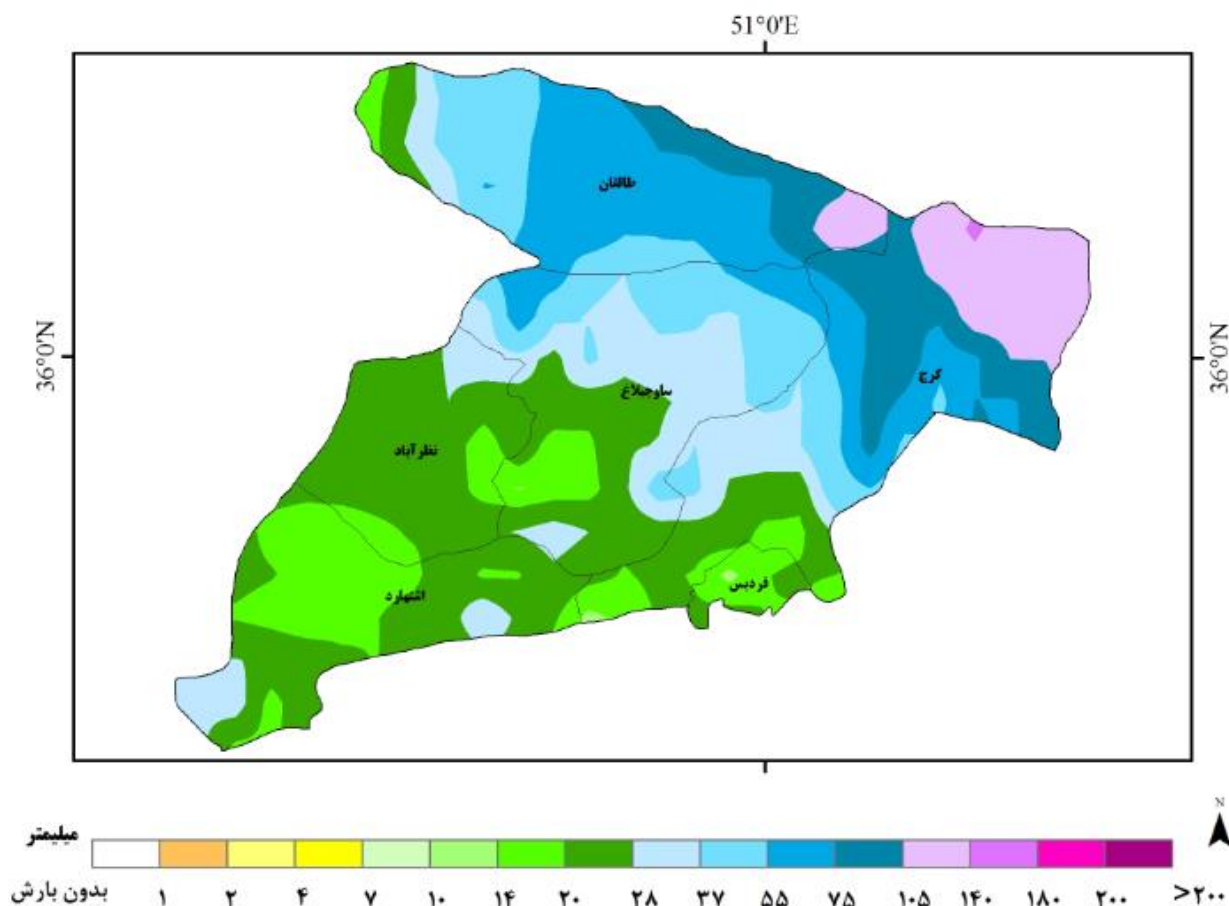 51°0'E
36°0'N
36°0'N
طالقان
کرج
ساوجبلاغ
نظرآباد
فردیس
اشتهارد
N
میلیمتر
بدون بارش ۱ ۲ ۴ ۷ ۱۰ ۱۴ ۲۰ ۲۸ ۳۷ ۵۵ ۷۵ ۱۰۵ ۱۴۰ ۱۸۰ ۲۰۰ >۲۰۰